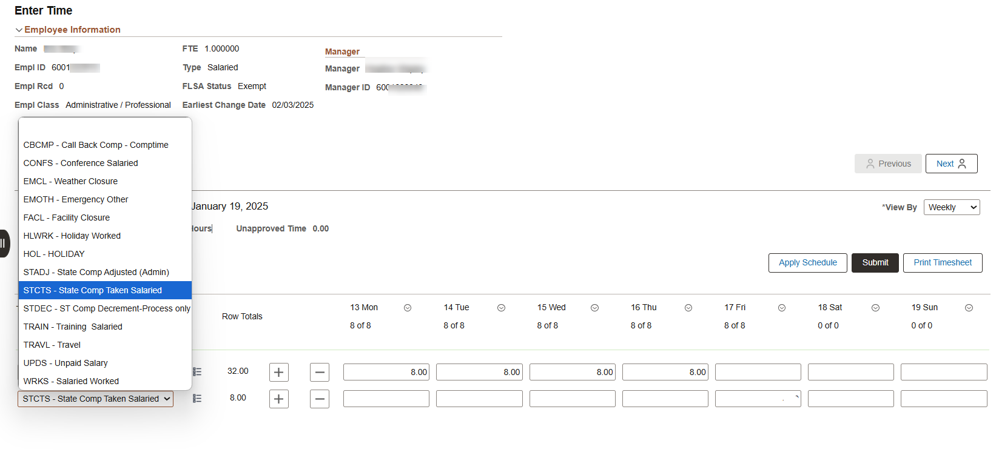 Enter Time
Employee Information
Name
FTE 1.000000
Manager
Empl ID 6001
Type Salaried
Manager
Empl Rcd 0
FLSA Status Exempt
Manager ID 600
Empl Class Administrative / Professional
Earliest Change Date 02/03/2025
CBCMP - Call Back Comp - Comptime
CONFS - Conference Salaried
EMCL - Weather Closure
EMOTH - Emergency Other
FACL - Facility Closure
HLWRK - Holiday Worked
HOL - HOLIDAY
STADJ - State Comp Adjusted (Admin)
STCTS - State Comp Taken Salaried
STDEC - ST Comp Decrement-Process only
TRAIN - Training  Salaried
TRAVL - Travel
UPDS - Unpaid Salary
WRKS - Salaried Worked
Previous
Next
January 19, 2025
*View By Weekly
Hours
Unapproved Time 0.00
Apply Schedule
Submit
Print Timesheet
Row Totals
13 Mon
14 Tue
15 Wed
16 Thu
17 Fri
18 Sat
19 Sun
8 of 8
8 of 8
8 of 8
8 of 8
8 of 8
0 of 0
0 of 0
32.00
8.00
8.00
8.00
8.00
STCTS - State Comp Taken Salaried
8.00